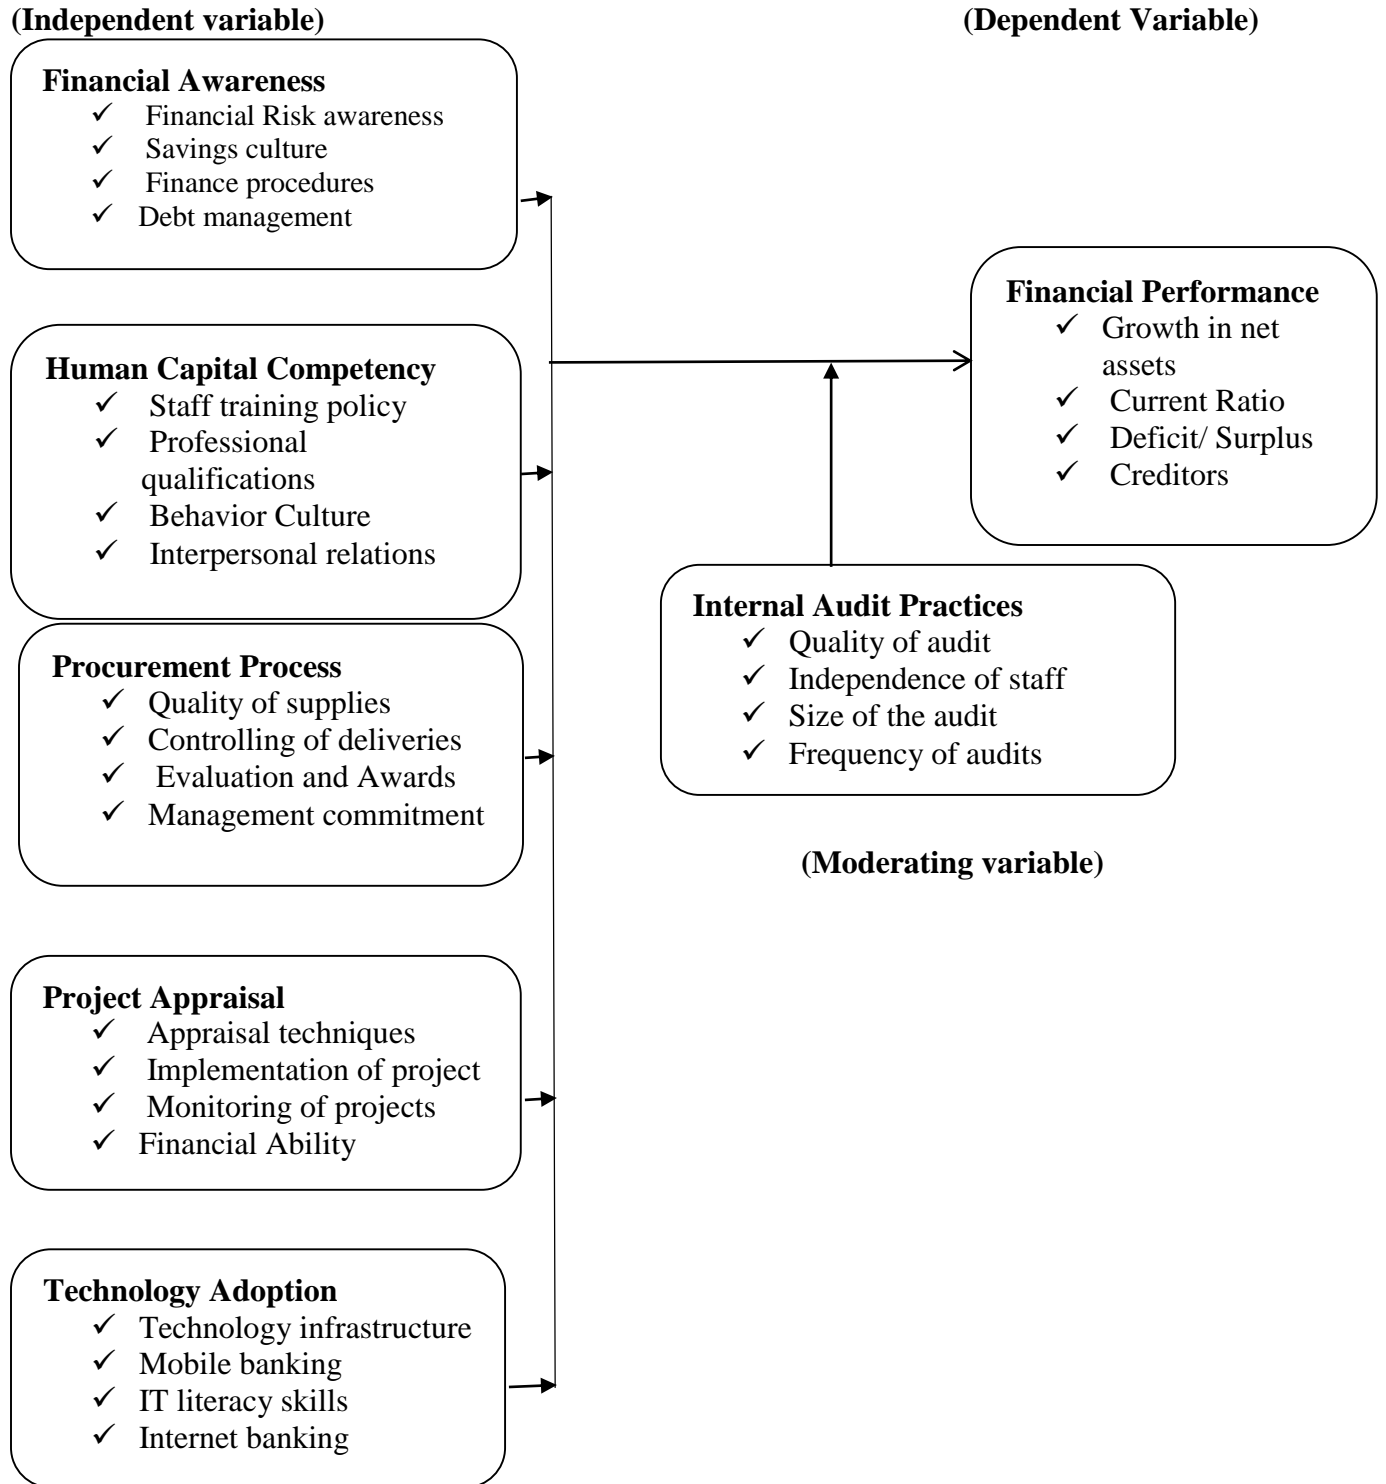 (Independent variable)
(Dependent Variable)
Financial Awareness
✓ Financial Risk awareness
✓ Savings culture
✓ Finance procedures
✓ Debt management
Human Capital Competency
✓ Staff training policy
✓ Professional
qualifications
✓ Behavior Culture
✓ Interpersonal relations
Procurement Process
✓ Quality of supplies
✓ Controlling of deliveries
✓ Evaluation and Awards
✓ Management commitment
Project Appraisal
✓ Appraisal techniques
✓ Implementation of project
✓ Monitoring of projects
✓ Financial Ability
Technology Adoption
✓ Technology infrastructure
✓ Mobile banking
✓ IT literacy skills
✓ Internet banking
Financial Performance
✓ Growth in net
assets
✓ Current Ratio
✓ Deficit/ Surplus
✓ Creditors
Internal Audit Practices
✓ Quality of audit
✓ Independence of staff
✓ Size of the audit
✓ Frequency of audits
(Moderating variable)